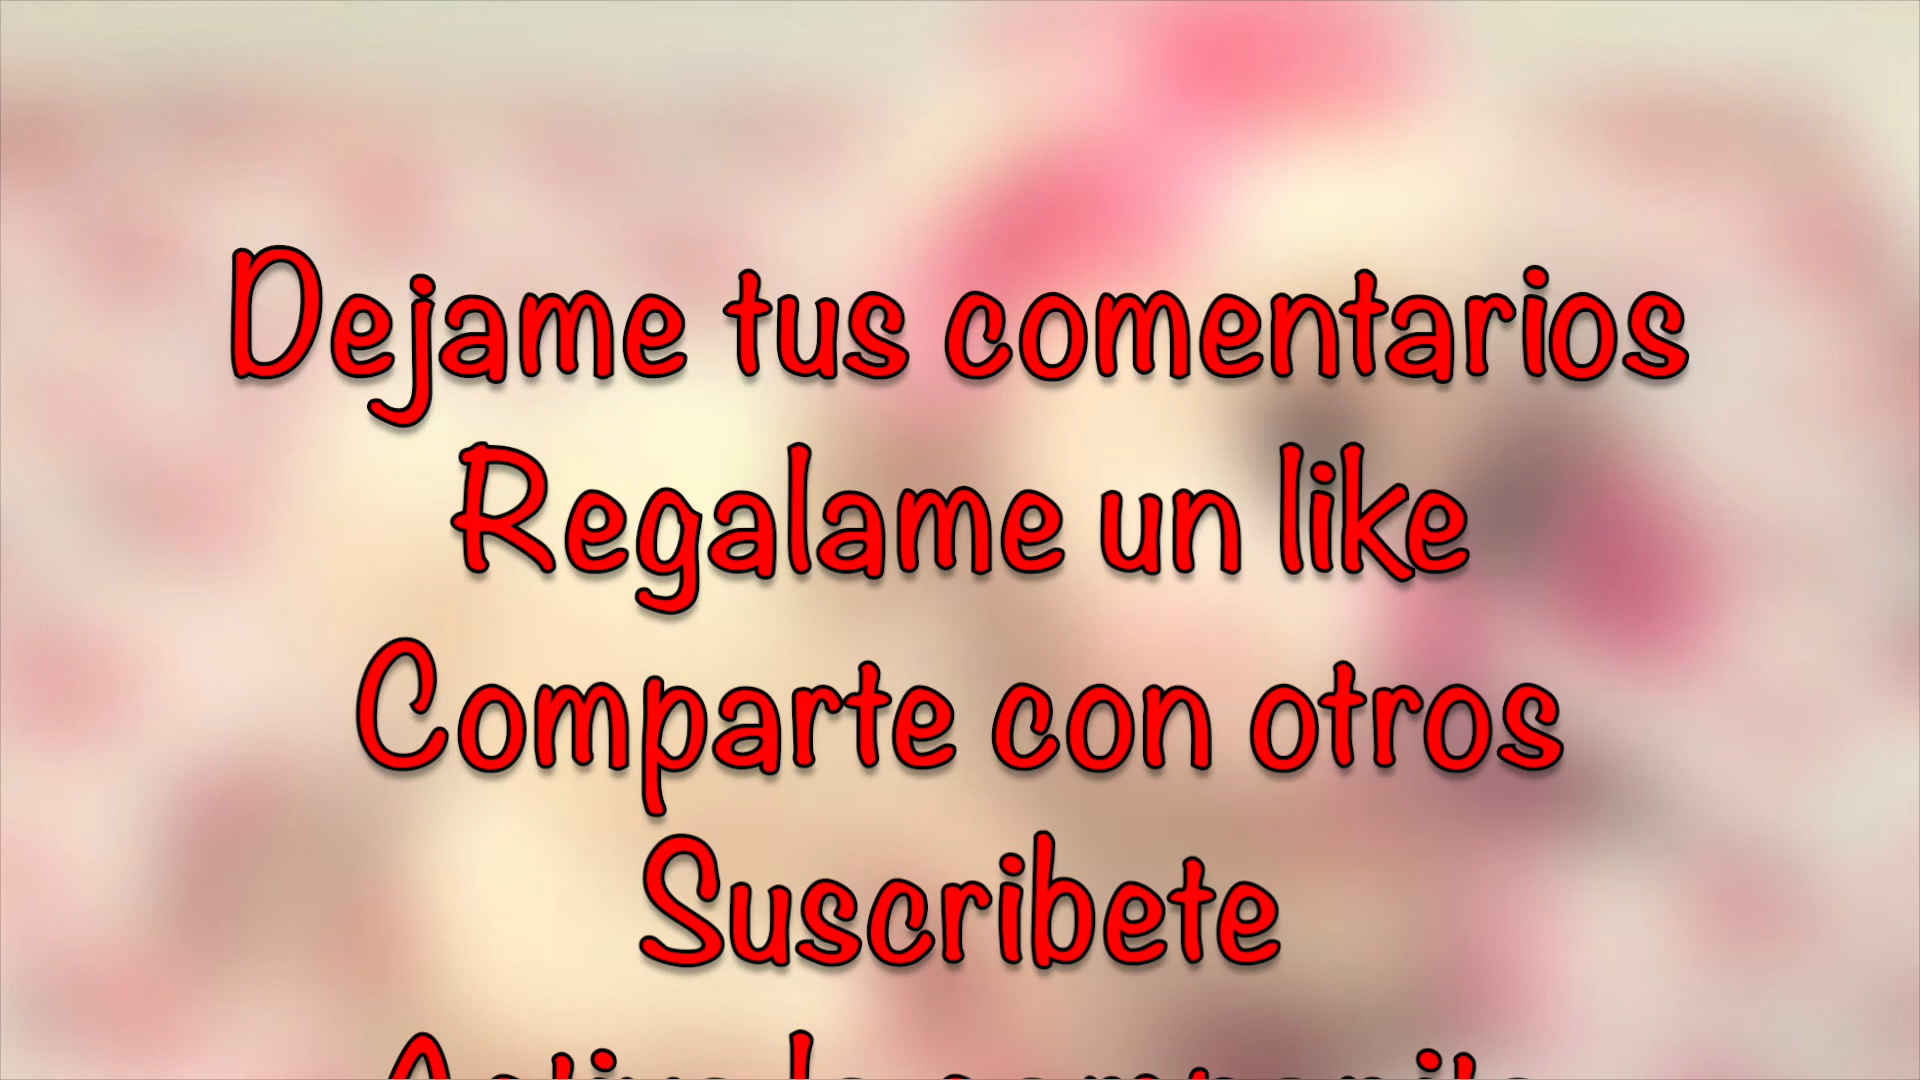 Dejame tus comentarios
Regalame un like
Comparte con otros
Suscribete